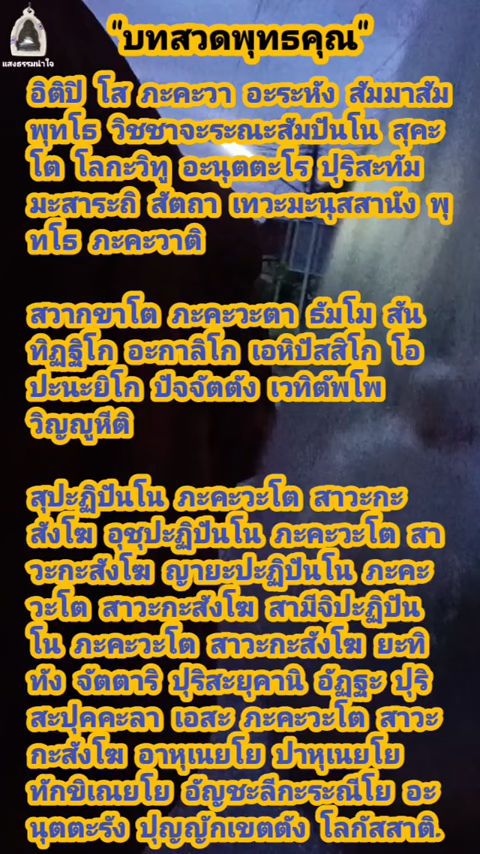 แสงธรรมนำใจ
"บทสวดพุทธคุณ"
อิติปิ โส ภะคะวา อะระหัง สัมมาสัม
พุทโธ วิชชาจะระณะสัมปันโน สุคะ
โต โลกะวิทู อะนุตตะโร ปุริสะทัม
มะสาระถิ สัตถา เทวะมะนุสสานัง พุ
ทโธ ภะคะวาติ
สวากขาโต ภะคะวะตา ธัมโม สัน
ทิฏฐิโก อะกาลิโก เอหิปัสสิโก โอ
ปะนะยิโก ปัจจัตตัง เวทิตัพโพ
วิญญูหีติ
สุปะฏิปันโน ภะคะวะโต สาวะกะ
สังโฆ อุชุปะฏิปันโน ภะคะวะโต สา
วะกะสังโฆ ญายะปะฏิปันโน ภะคะ
วะโต สาวะกะสังโฆ สามีจิปะฏิปัน
โน ภะคะวะโต สาวะกะสังโฆ ยะทิ
ทัง จัตตาริ ปุริสะยุคานิ อัฏฐะ ปุริ
สะปุคคะลา เอสะ ภะคะวะโต สาวะ
กะสังโฆ อาหุเนยโย ปาหุเนยโย
ทักขิเณยโย อัญชะลีกะระณีโย อะ
นุตตะรัง ปุญญักเขตตัง โลกัสสาติ.